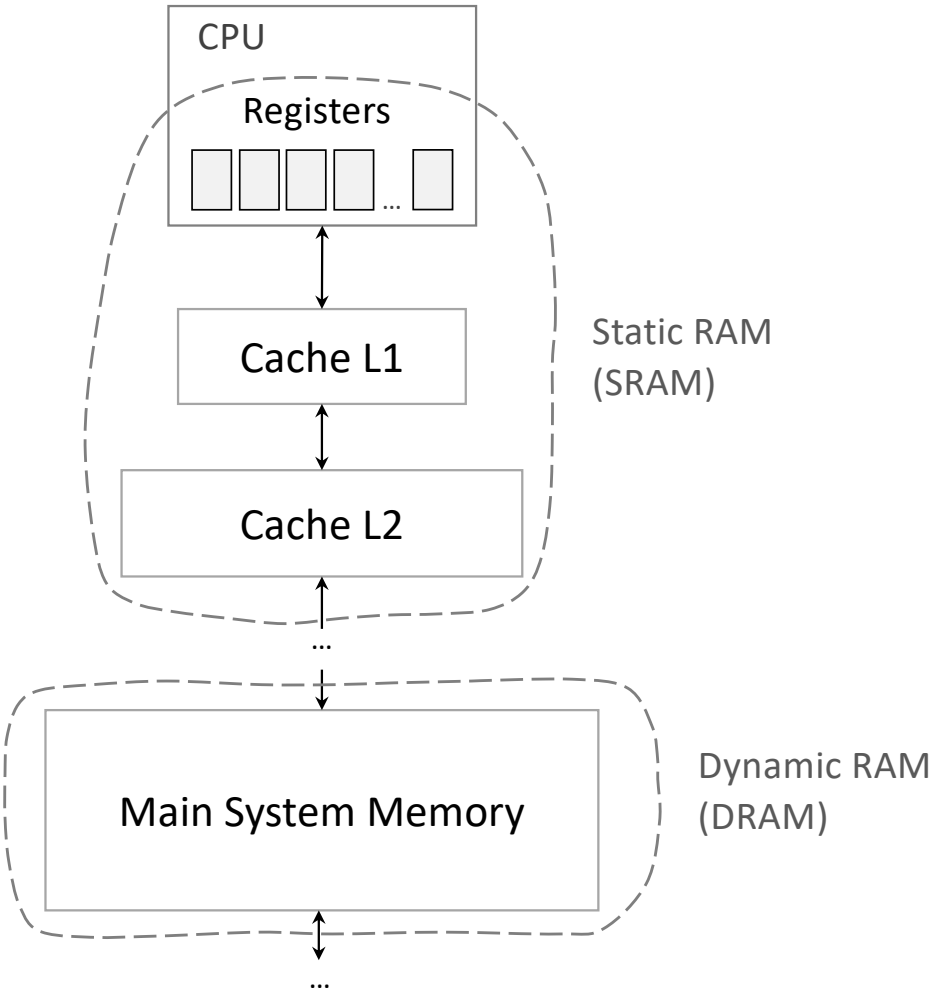 CPU
Registers
...
Cache L1
Static RAM
(SRAM)
Cache L2
...
Dynamic RAM
(DRAM)
Main System Memory
...